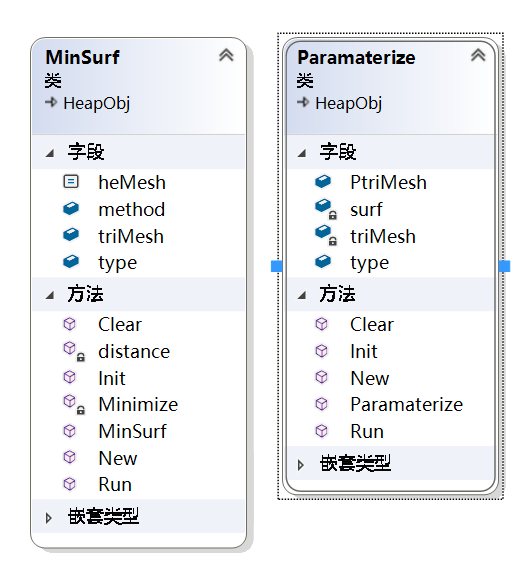 MinSurf
类
HeapObj
字段
heMesh
method
triMesh
type
方法
Clear
distance
Init
Minimize
MinSurf
New
Run
嵌套类型
Paramaterize
类
HeapObj
字段
PtriMesh
surf
triMesh
type
方法
Clear
Init
New
Paramaterize
Run
嵌套类型